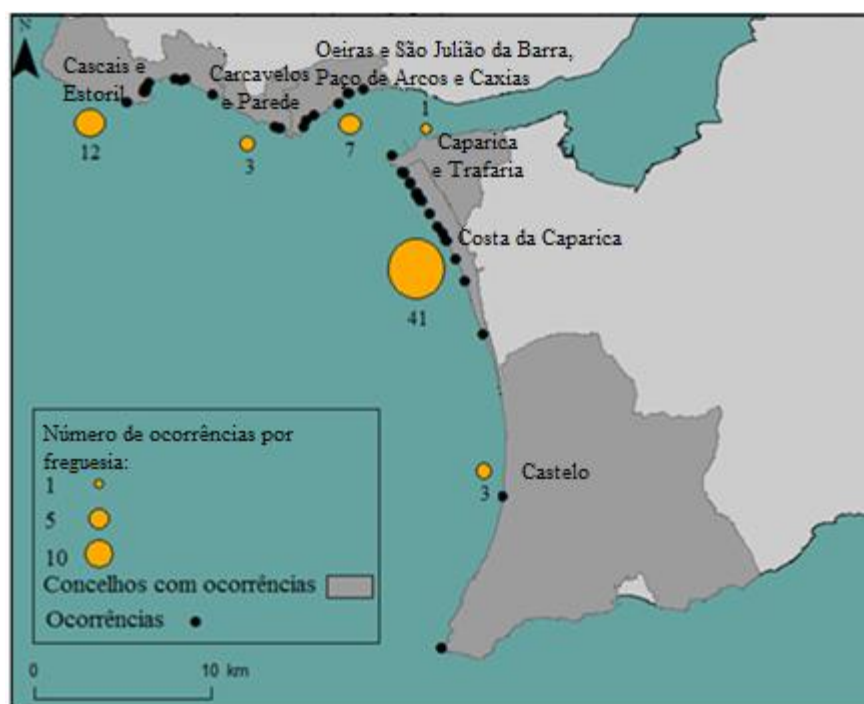 N
Oeiras e São Julião da Barra,
Paço de Arcos e Caxias
Cascais e
Estoril
Carcavelos
e Parede
12
3
7
1
Caparica
e Trafaria
Costa da Caparica
41
Castelo
3
Número de ocorrências por
freguesia:
1
5
10
Concelhos com ocorrências
Ocorrências
0 10 km